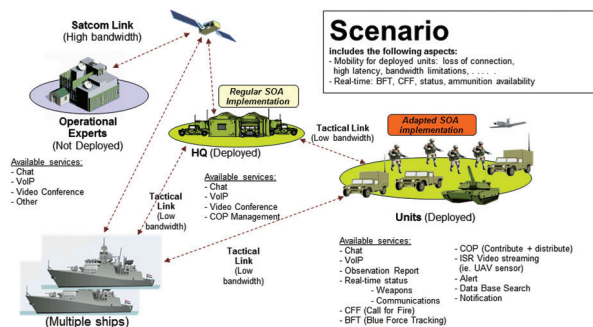 Satcom Link
(High bandwidth)
Scenario
includes the following aspects:
- Mobility for deployed units: loss of connection,
high latency, bandwidth limitations, . . . . .
- Real-time: BFT, CFF, status, ammunition availability
Regular SOA
Implementation
Operational
Experts
(Not Deployed)
Available services:
- Chat
- VoIP
- Video Conference
- Other
HQ (Deployed)
Available services:
- Chat
- VoIP
- Video Conference
- COP Management
Tactical Link
(Low bandwidth)
Adapted SOA
implementation
Tactical
Link
(Low
bandwidth)
Tactical
Link
(Low
bandwidth)
(Multiple ships)
Units (Deployed)
Available services:
- Chat
- VoIP
- Observation Report
- Real-time status
- Weapons
- Communications
- CFF (Call for Fire)
- BFT (Blue Force Tracking)
- COP (Contribute + distribute)
- ISR Video streaming
(ie. UAV sensor)
- Alert
- Data Base Search
- Notification